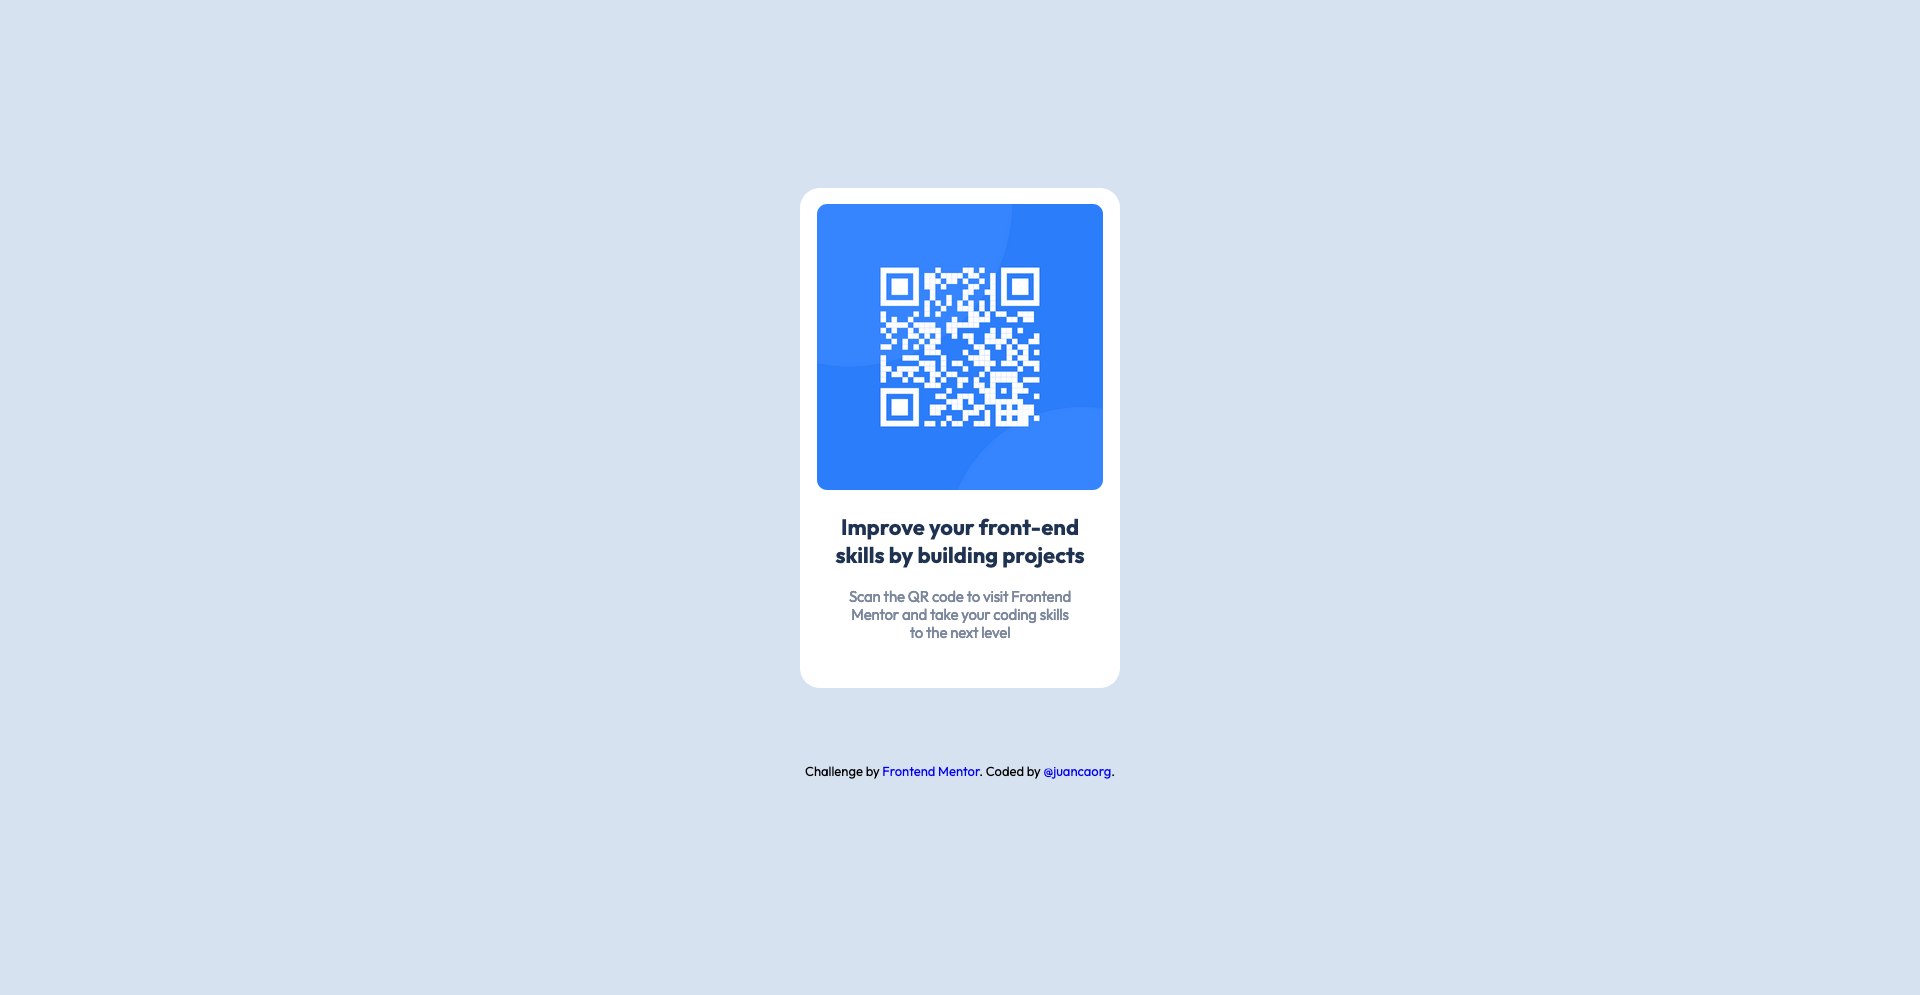 Improve your front-end
skills by building projects
Scan the QR code to visit Frontend
Mentor and take your coding skills
to the next level
Challenge by Frontend Mentor. Coded by @juancaorg.